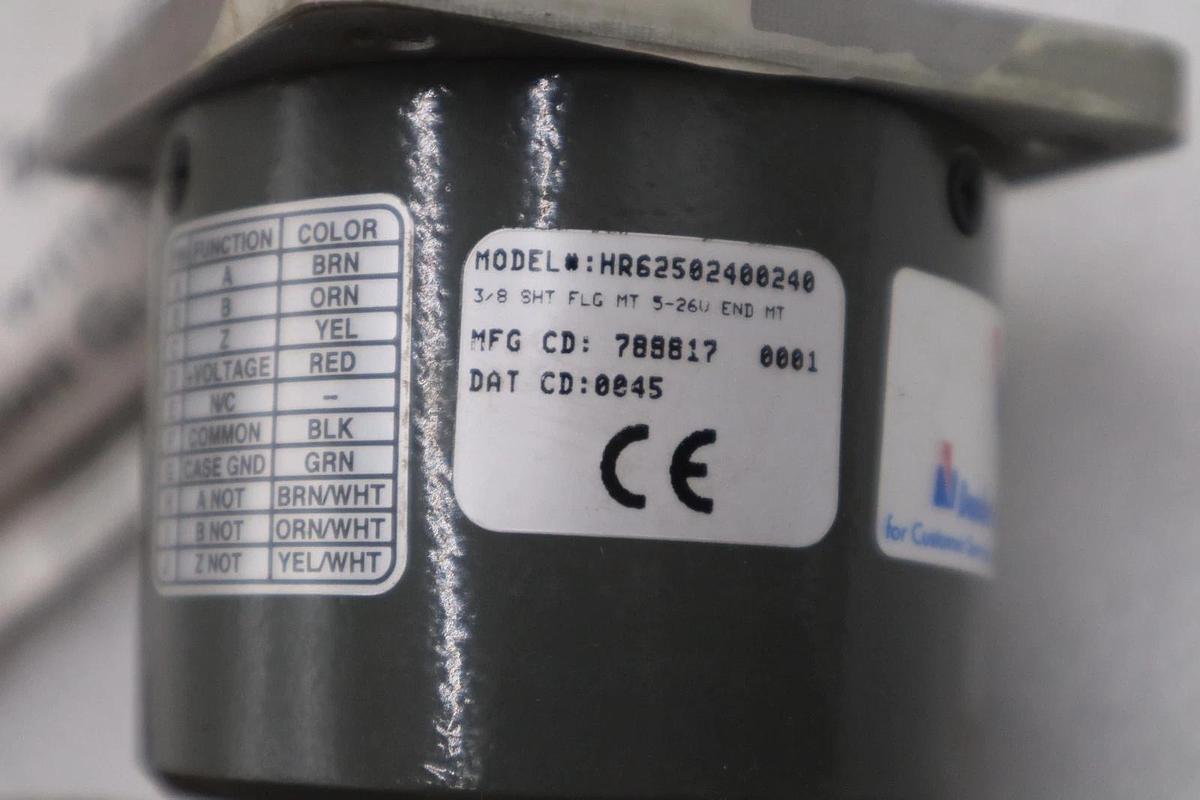 FUNCTION COLOR
A BRN
B ORN
Z YEL
+VOLTAGE RED
N/C –
F COMMON BLK
CASE GND GRN
A NOT BRN/WHT
B NOT ORN/WHT
J Z NOT YEL/WHT
MODEL#:HR62502400240
3/8 SHT FLG MT 5-26V END MT
MFG CD: 789817 0001
DAT CD:0045
CE
for Customer